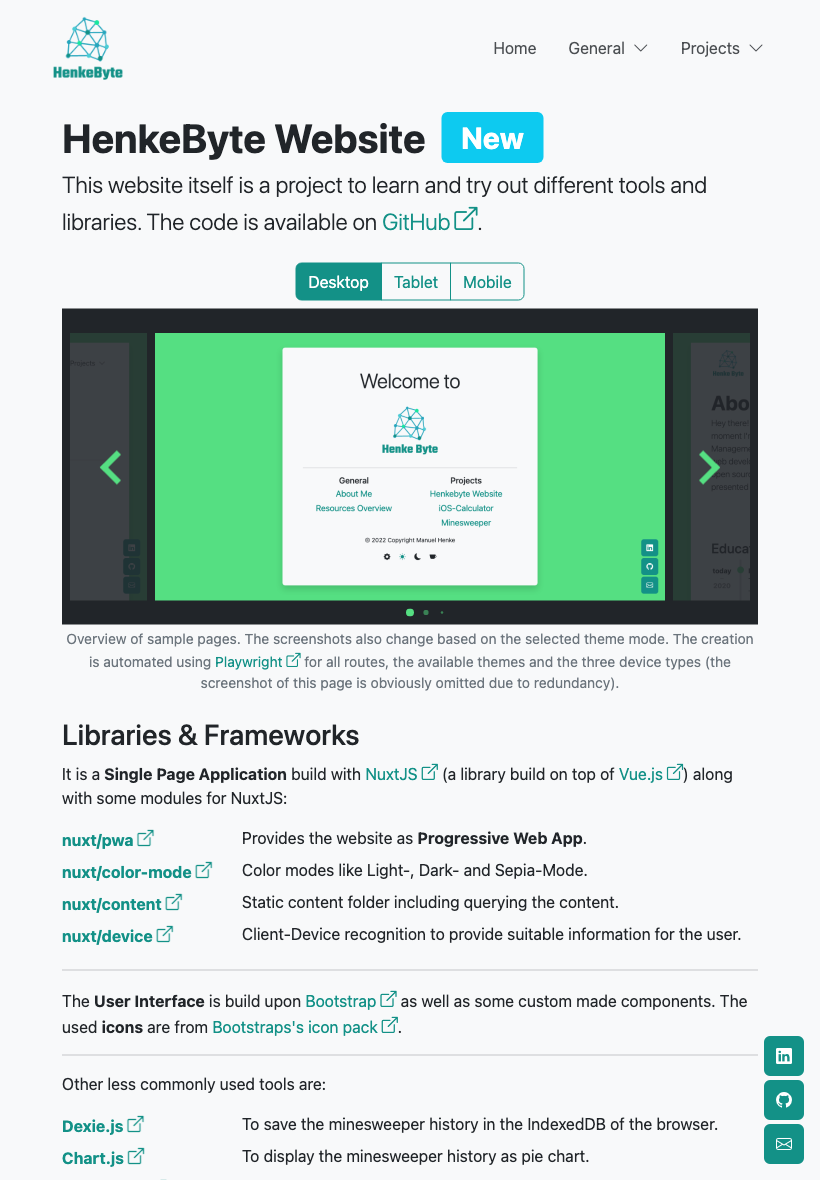 HenkeByte
Home General Projects
HenkeByte Website New
This website itself is a project to learn and try out different tools and
libraries. The code is available on GitHub.
Desktop Tablet Mobile
Projects
Welcome to
Henke Byte
General Projects
About Me Henkebyte Website
Resources Overview iOS-Calculator
Minesweeper
© 2022 Copyright Manuel Henke
Abo
Hey there
moment I'm
Educa
today
Overview of sample pages. The screenshots also change based on the selected theme mode. The creation
is automated using Playwright for all routes, the available themes and the three device types (the
screenshot of this page is obviously omitted due to redundancy).
Libraries & Frameworks
It is a Single Page Application build with NuxtJS (a library build on top of Vue.js) along
with some modules for NuxtJS:
nuxt/pwa Provides the website as Progressive Web App.
nuxt/color-mode Color modes like Light-, Dark- and Sepia-Mode.
nuxt/content Static content folder including querying the content.
nuxt/device Client-Device recognition to provide suitable information for the user.
The User Interface is build upon Bootstrap as well as some custom made components. The
used icons are from Bootstraps's icon pack.
Other less commonly used tools are:
Dexie.js To save the minesweeper history in the IndexedDB of the browser.
Chart.js To display the minesweeper history as pie chart.